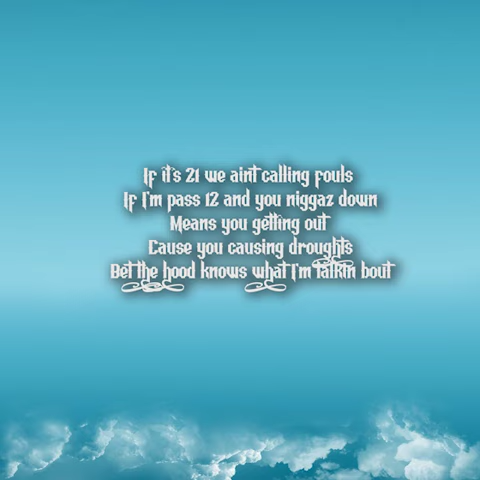 If it's 21 we aint calling fouls
If I'm pass 12 and you niggaz down
Means you getting out
Cause you causing droughts
Bet the hood knows what I'm talkin bout